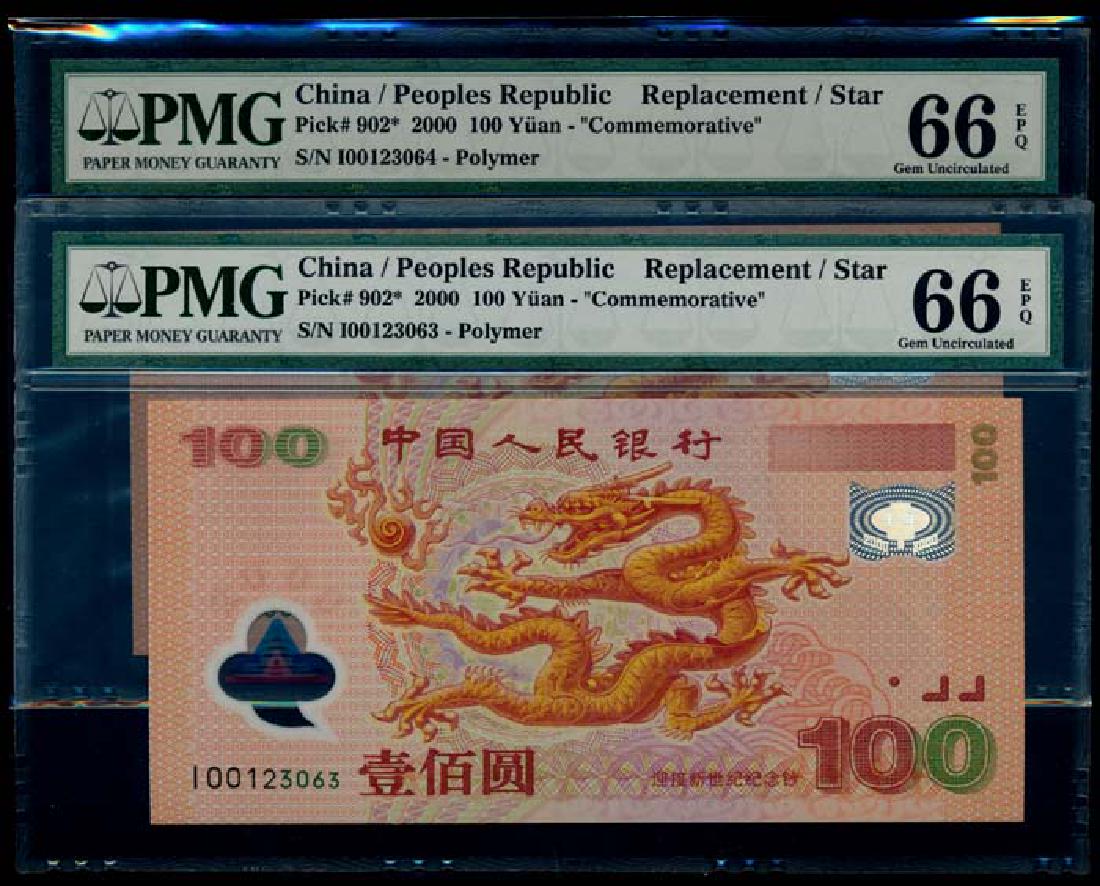 PMG
PAPER MONEY GUARANTY
China / Peoples Republic Replacement / Star
Pick# 902* 2000 100 Yüan - "Commemorative"
S/N I00123064 - Polymer
66 EPQ
Gem Uncirculated
PMG
PAPER MONEY GUARANTY
China / Peoples Republic Replacement / Star
Pick# 902* 2000 100 Yüan - "Commemorative"
S/N I00123063 - Polymer
66 EPQ
Gem Uncirculated
100 中国人民银行 100
I00123063 壹佰圆 迎接新世纪纪念钞 100